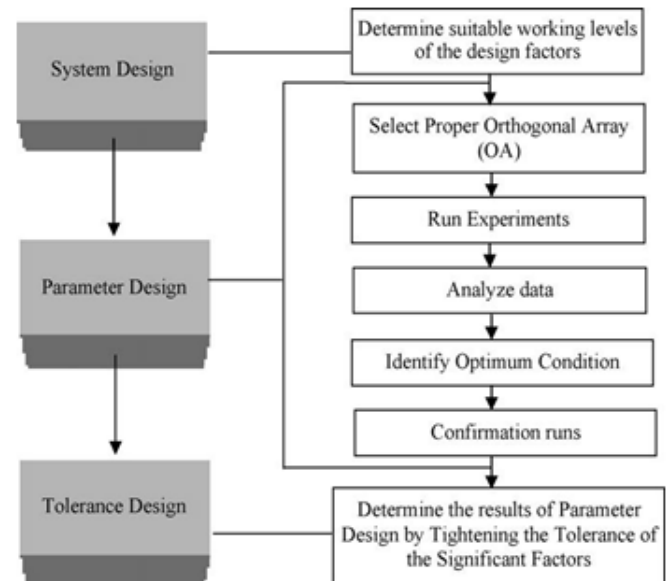 System Design
Determine suitable working levels
of the design factors
Select Proper Orthogonal Array
(OA)
Run Experiments
Parameter Design
Analyze data
Identify Optimum Condition
Confirmation runs
Tolerance Design
Determine the results of Parameter
Design by Tightening the Tolerance of
the Significant Factors